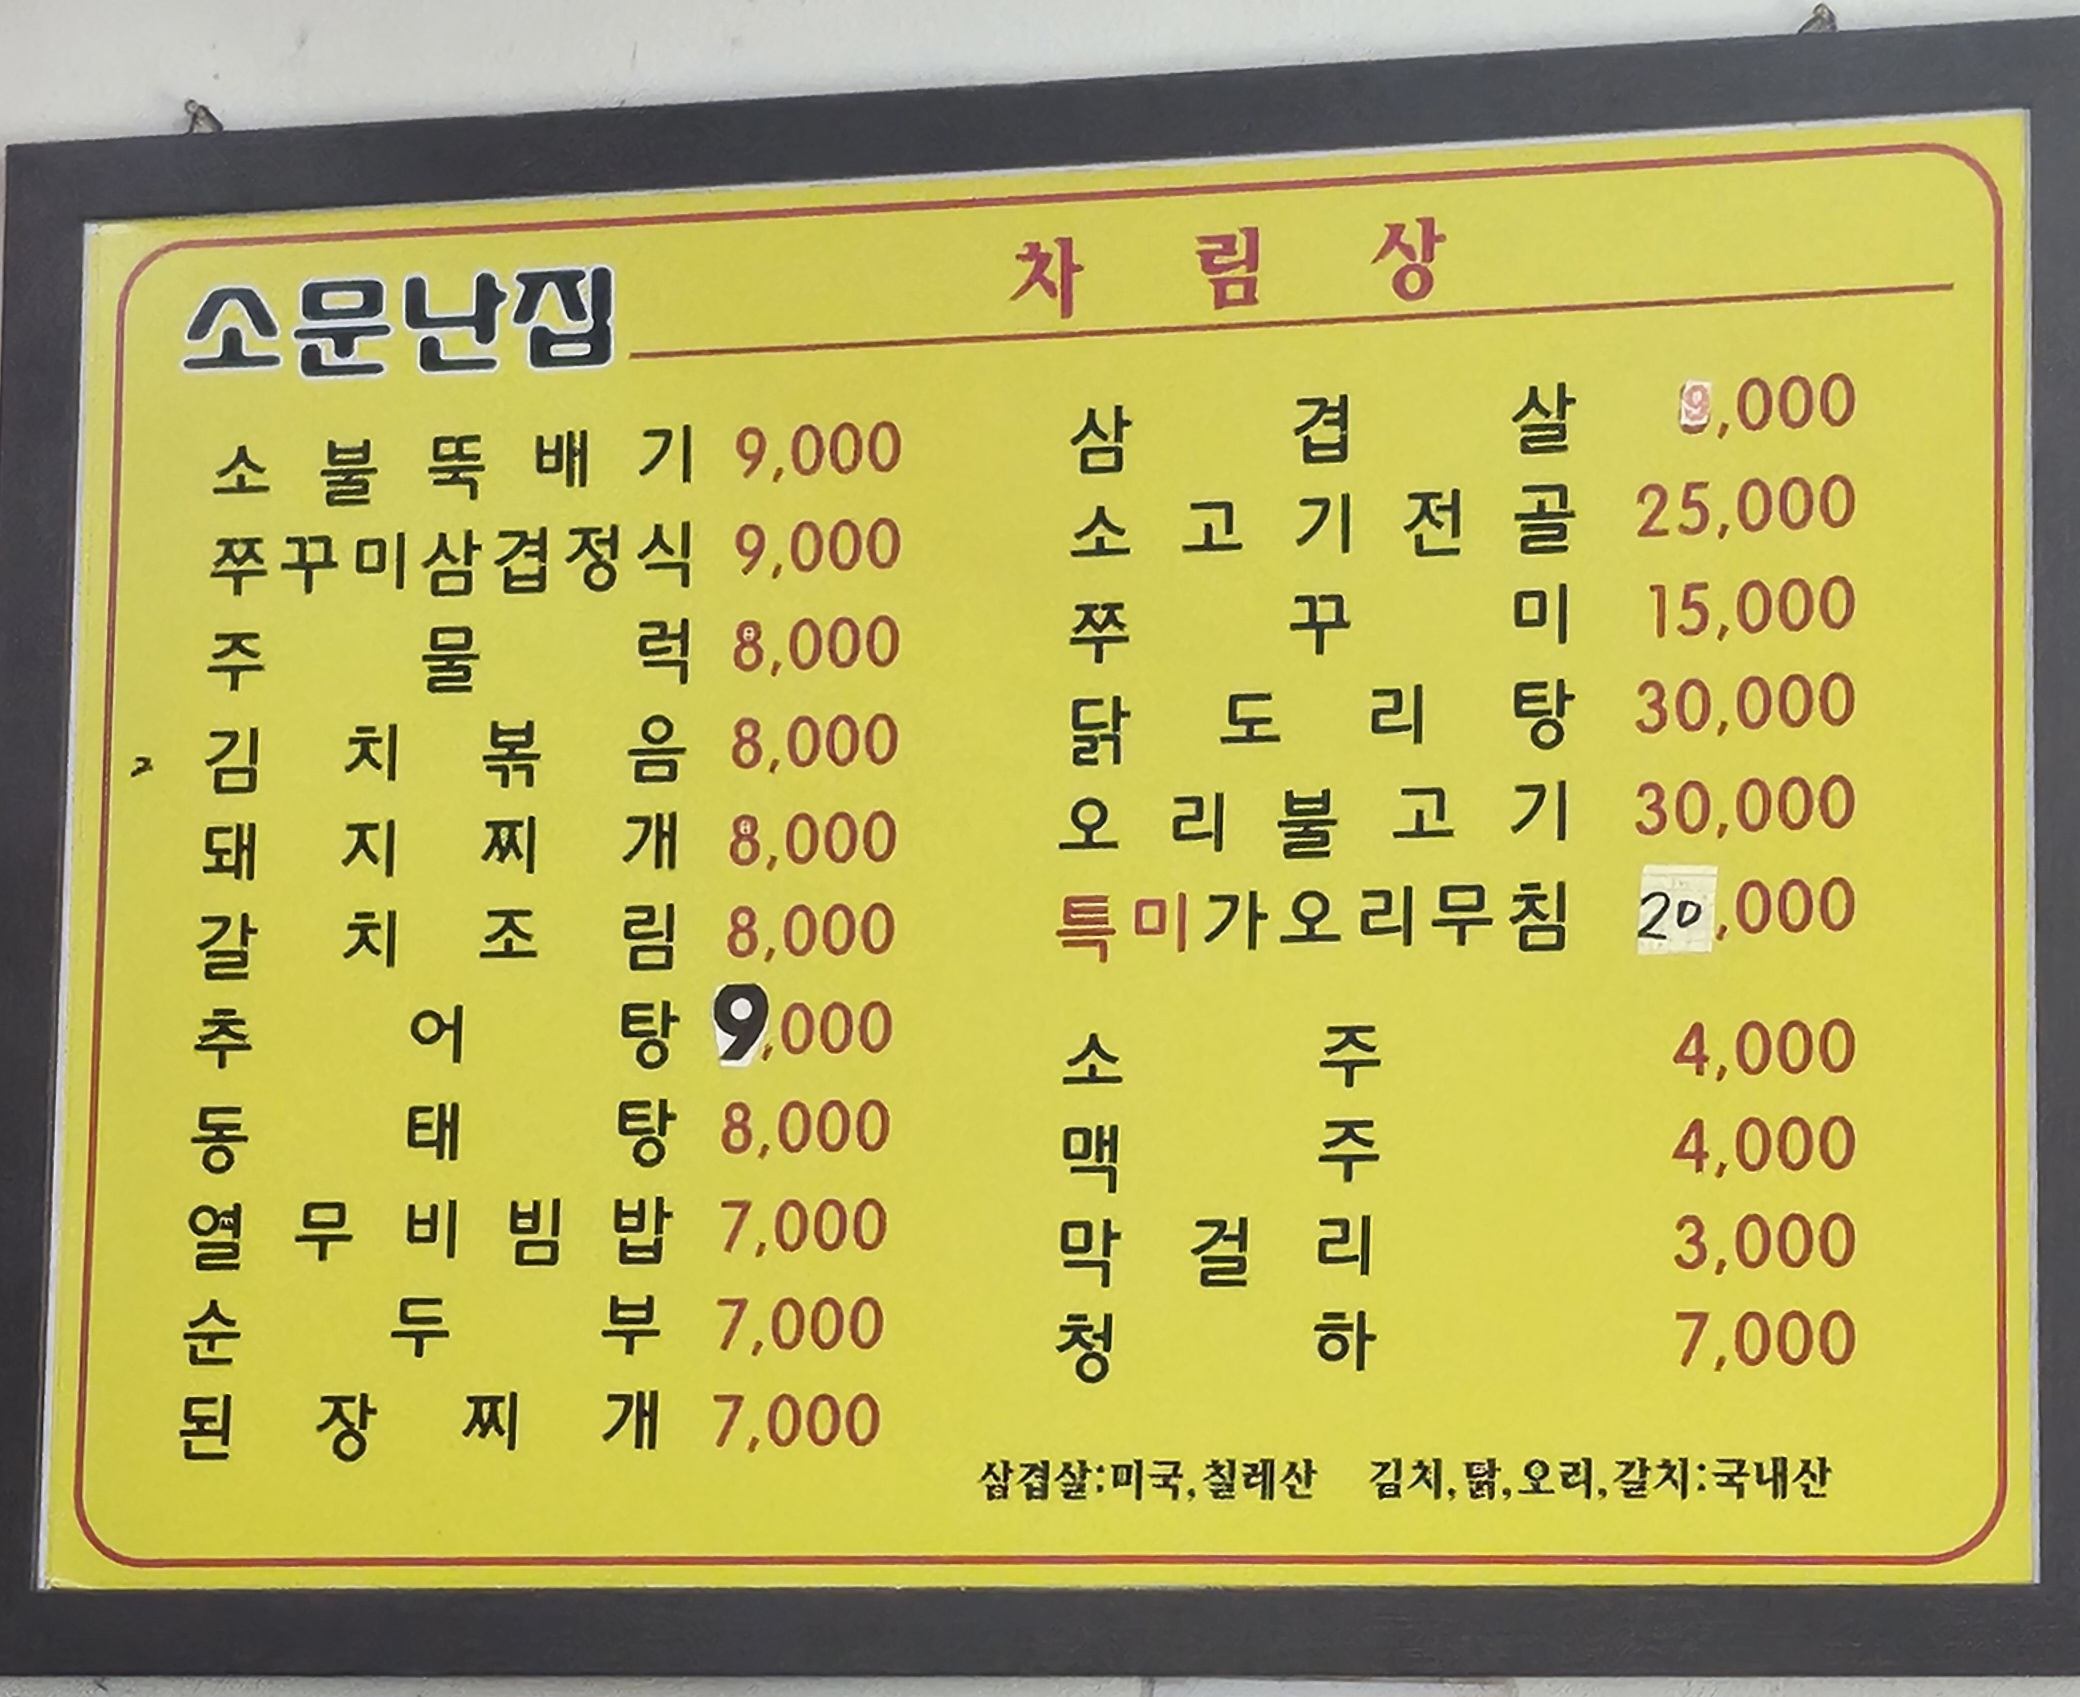 소문난집
차림상
소불뚝배기 9,000
쭈꾸미삼겹정식 9,000
주물럭 8,000
김치볶음 8,000
돼지찌개 8,000
갈치조림 8,000
추어탕 9,000
동태탕 8,000
열무비빔밥 7,000
순두부 7,000
된장찌개 7,000
삼겹살 9,000
소고기전골 25,000
쭈꾸미 15,000
닭도리탕 30,000
오리불고기 30,000
특미가오리무침 20,000
소주 4,000
맥주 4,000
막걸리 3,000
청하 7,000
삼겹살:미국,칠레산 김치,닭,오리,갈치:국내산